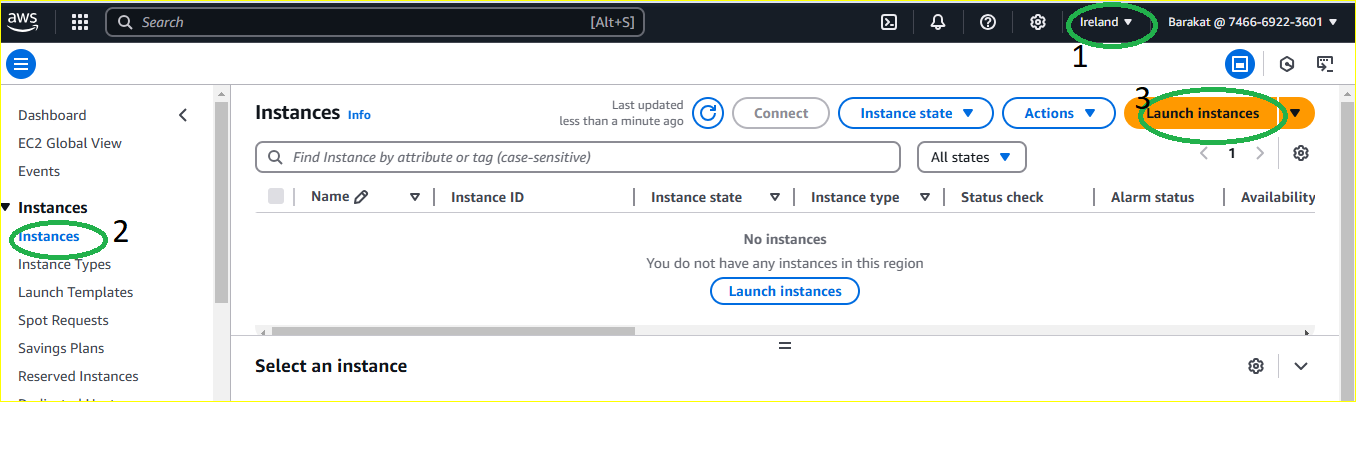 aws
Search [Alt+S] Ireland Barakat @ 7466-6922-3601
1
Dashboard
EC2 Global View
Events
Instances
Instances 2
Instance Types
Launch Templates
Spot Requests
Savings Plans
Reserved Instances
Instances Info
Last updated
less than a minute ago
Connect Instance state Actions 3 Launch instances
Find Instance by attribute or tag (case-sensitive) All states 1
Name Instance ID Instance state Instance type Status check Alarm status Availability
No instances
You do not have any instances in this region
Launch instances
Select an instance